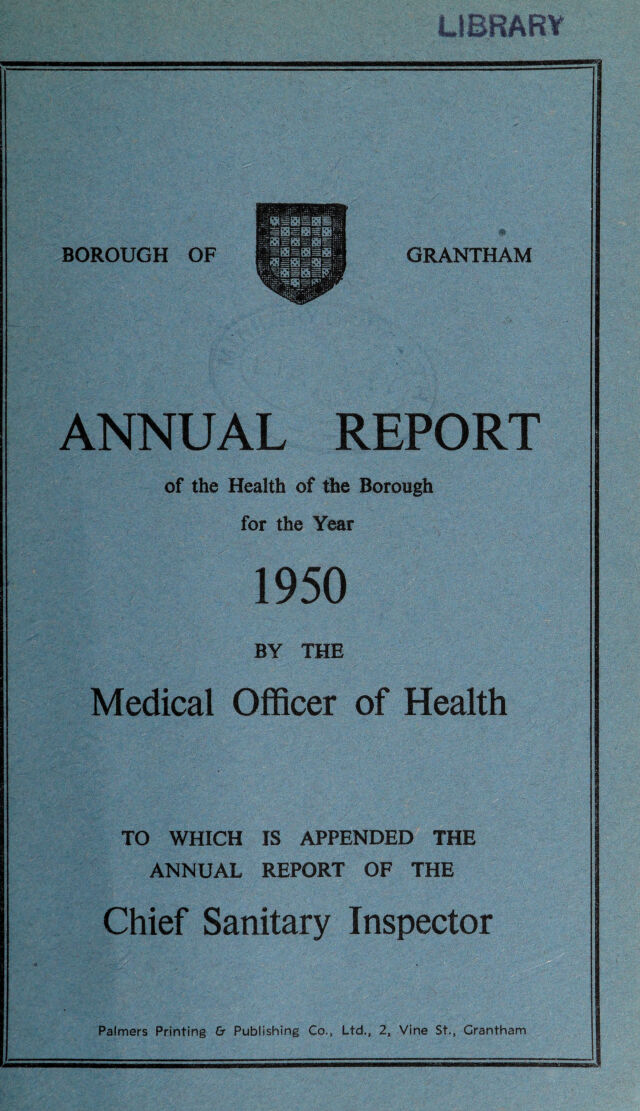 LIBRARY
BOROUGH OF GRANTHAM
ANNUAL REPORT
of the Health of the Borough
for the Year
1950
BY THE
Medical Officer of Health
TO WHICH IS APPENDED THE
ANNUAL REPORT OF THE
Chief Sanitary Inspector
Palmers Printing & Publishing Co., Ltd., 2, Vine St., Grantham